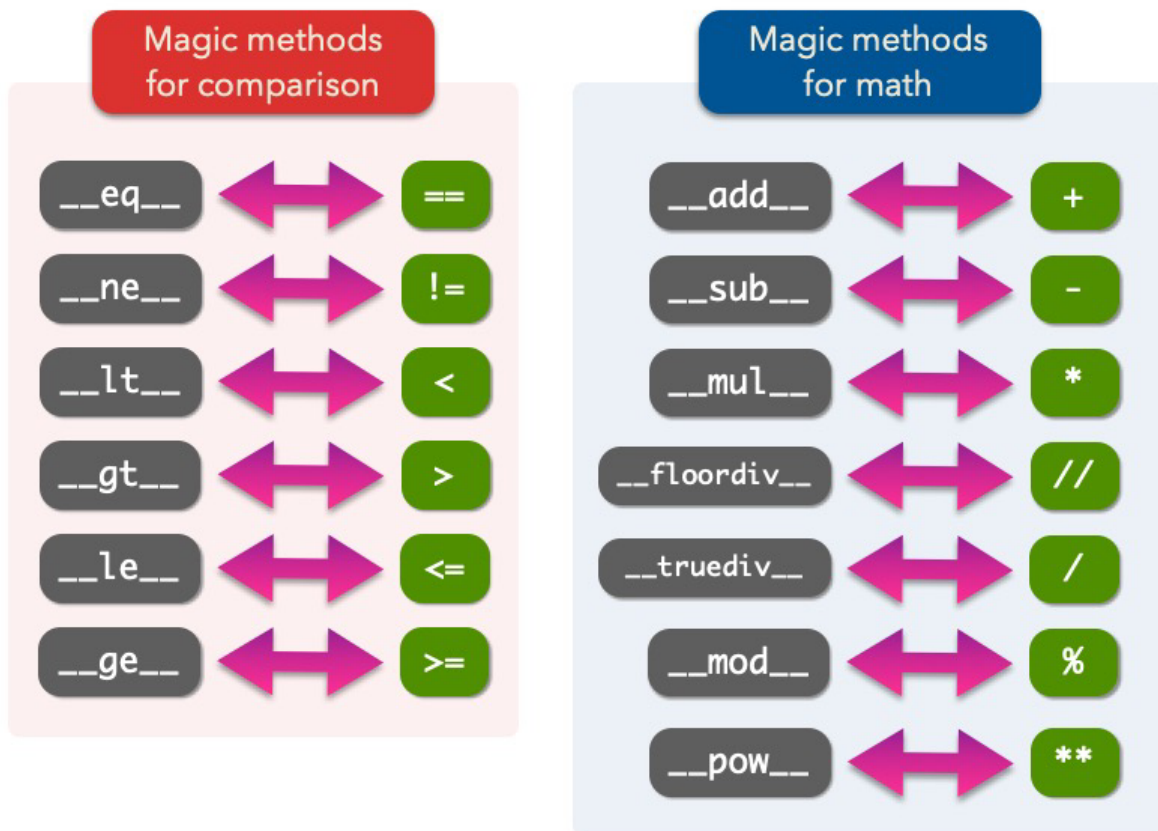 Magic methods
for comparison
__eq__ ==
__ne__ !=
__lt__ <
__gt__ >
__le__ <=
__ge__ >=
Magic methods
for math
__add__ +
__sub__ -
__mul__ *
__floordiv__ //
__truediv__ /
__mod__ %
__pow__ **